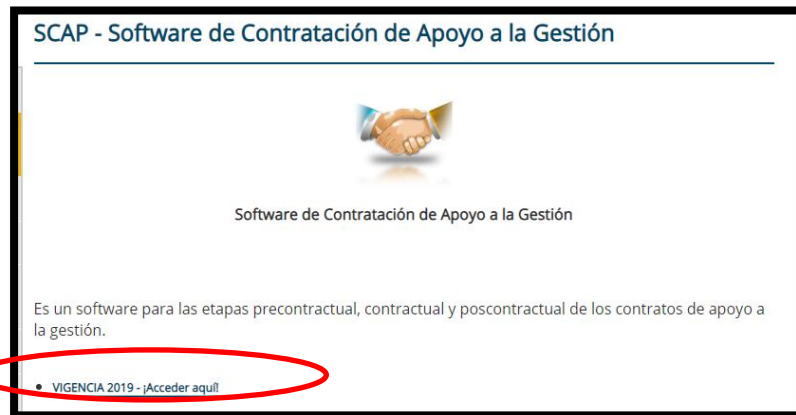 SCAP - Software de Contratación de Apoyo a la Gestión
Software de Contratación de Apoyo a la Gestión
Es un software para las etapas precontractual, contractual y poscontractual de los contratos de apoyo a
la gestión.
VIGENCIA 2019 - ¡Acceder aquí!